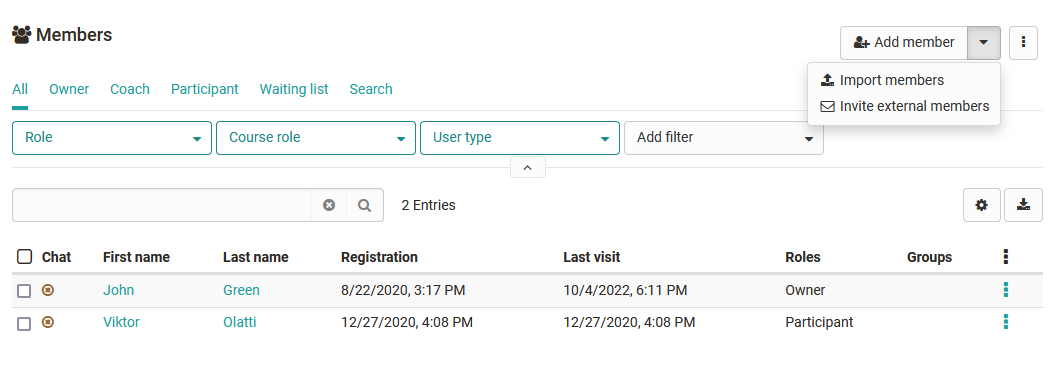 Members
Add member
Import members
Invite external members
All Owner Coach Participant Waiting list Search
Role Course role User type Add filter
2 Entries
Chat First name Last name Registration Last visit Roles Groups
John Green 8/22/2020, 3:17 PM 10/4/2022, 6:11 PM Owner
Viktor Olatti 12/27/2020, 4:08 PM 12/27/2020, 4:08 PM Participant